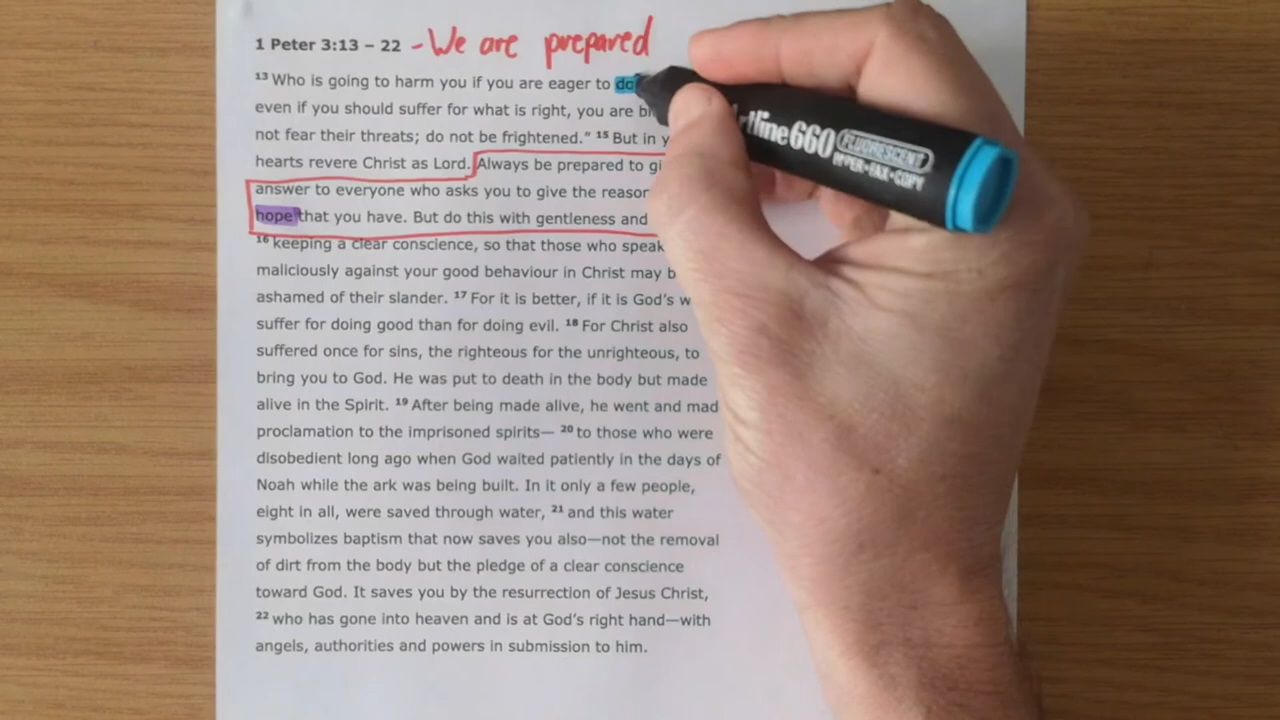 1 Peter 3:13 – 22 - We are prepared
13 Who is going to harm you if you are eager to do
even if you should suffer for what is right, you are
not fear their threats; do not be frightened.” 15 But in
hearts revere Christ as Lord. Always be prepared to
answer to everyone who asks you to give the reason
hope that you have. But do this with gentleness and
16 keeping a clear conscience, so that those who speak
maliciously against your good behaviour in Christ may
ashamed of their slander. 17 For it is better, if it is God’s
suffer for doing good than for doing evil. 18 For Christ also
suffered once for sins, the righteous for the unrighteous, to
bring you to God. He was put to death in the body but made
alive in the Spirit. 19 After being made alive, he went and mad
proclamation to the imprisoned spirits— 20 to those who were
disobedient long ago when God waited patiently in the days of
Noah while the ark was being built. In it only a few people,
eight in all, were saved through water, 21 and this water
symbolizes baptism that now saves you also—not the removal
of dirt from the body but the pledge of a clear conscience
toward God. It saves you by the resurrection of Jesus Christ,
22 who has gone into heaven and is at God’s right hand—with
angels, authorities and powers in submission to him.
Artline 660 FLUORESCENT
PAPER•FAX•COPY